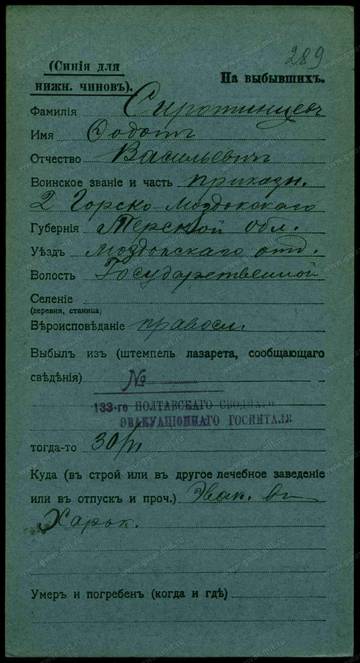 289
(Синія для
нижн. чиновъ).
На выбывшихъ.
Фамилія Сиротинцевъ
Имя Федотъ
Отчество Васильевичъ
Воинское званіе и часть приказн.
2 Горско Моздокского
Губернія Терской обл.
Уѣздъ Моздокскаго отд.
Волость Государственной
Селеніе
(деревня, станица)
Вѣроисповѣданіе правосл.
Выбылъ изъ (штемпель лазарета, сообщающаго
свѣдѣнія) №
133-го ПОЛТАВСКАГО СВОДНАГО
ЭВАКУАЦІОННАГО ГОСПИТАЛЯ
тогда-то 30/
Куда (въ строй или въ другое лечебное заведеніе
или въ отпускъ и проч.) Эвак. въ
Харьк.
Умеръ и погребенъ (когда и гдѣ)